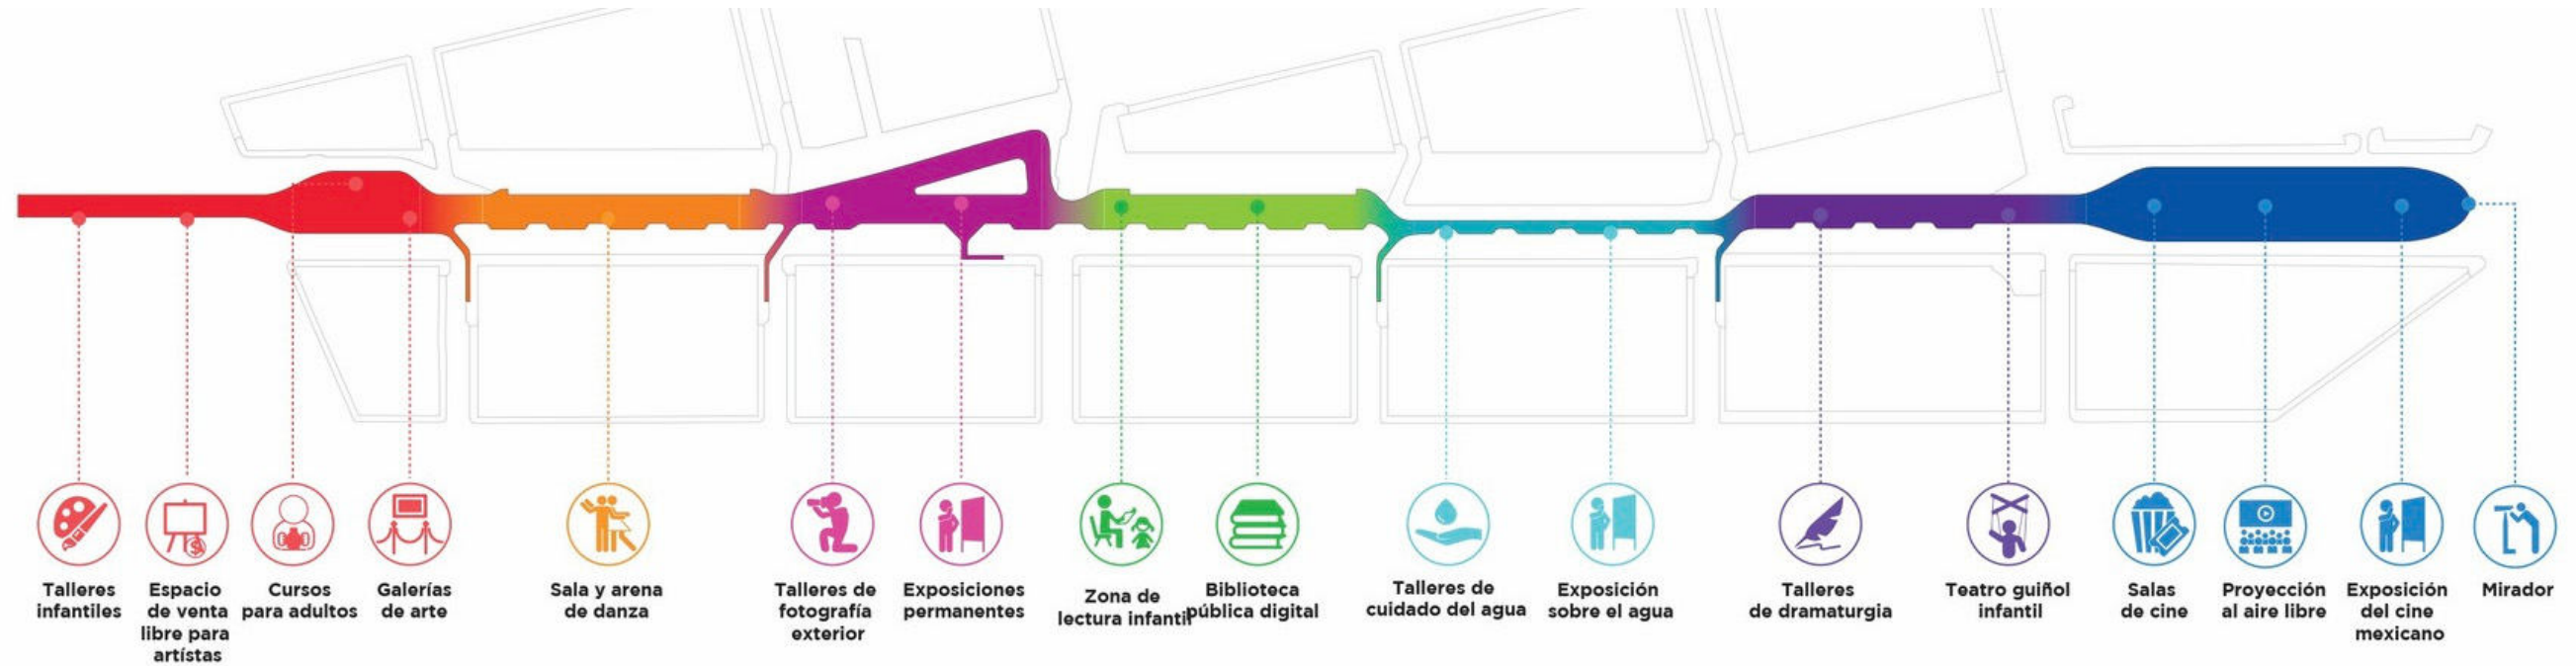 Talleres
infantiles
Espacio
de venta
libre para
artístas
Cursos
para adultos
Galerías
de arte
Sala y arena
de danza
Talleres de
fotografía
exterior
Exposiciones
permanentes
Zona de
lectura infantil
Biblioteca
pública digital
Talleres de
cuidado del agua
Exposición
sobre el agua
Talleres
de dramaturgia
Teatro guiñol
infantil
Salas
de cine
Proyección
al aire libre
Exposición
del cine
mexicano
Mirador